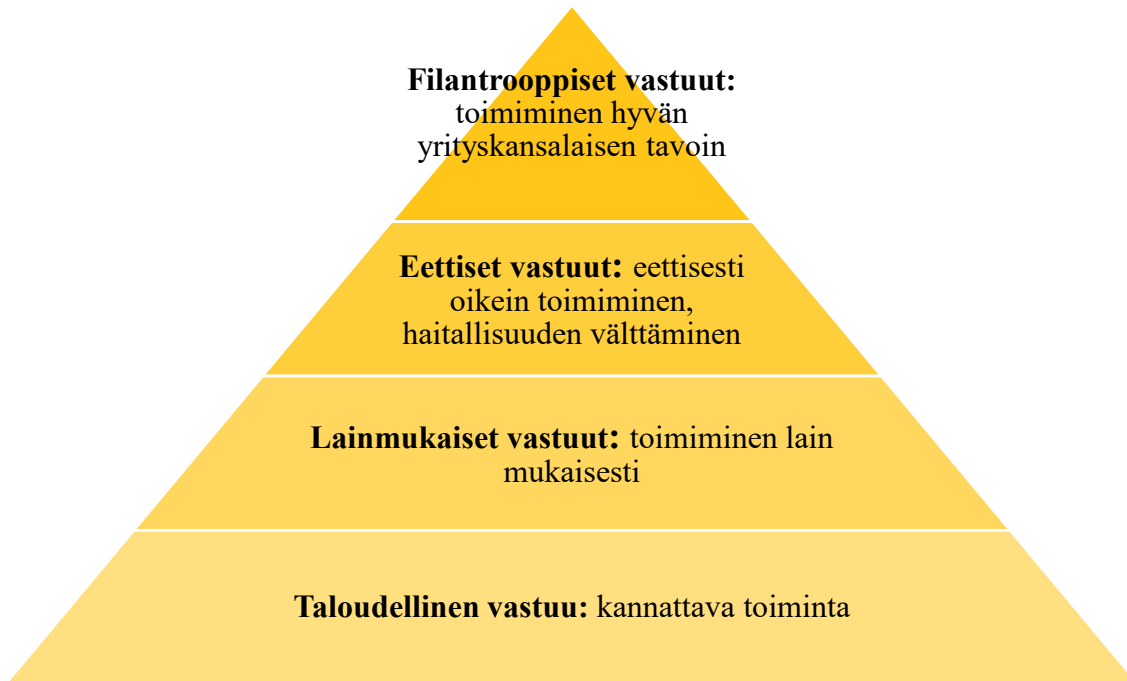 Filantrooppiset vastuut:
toimiminen hyvän
yrityskansalaisen tavoin
Eettiset vastuut: eettisesti
oikein toimiminen,
haitallisuuden välttäminen
Lainmukaiset vastuut: toimiminen lain
mukaisesti
Taloudellinen vastuu: kannattava toiminta